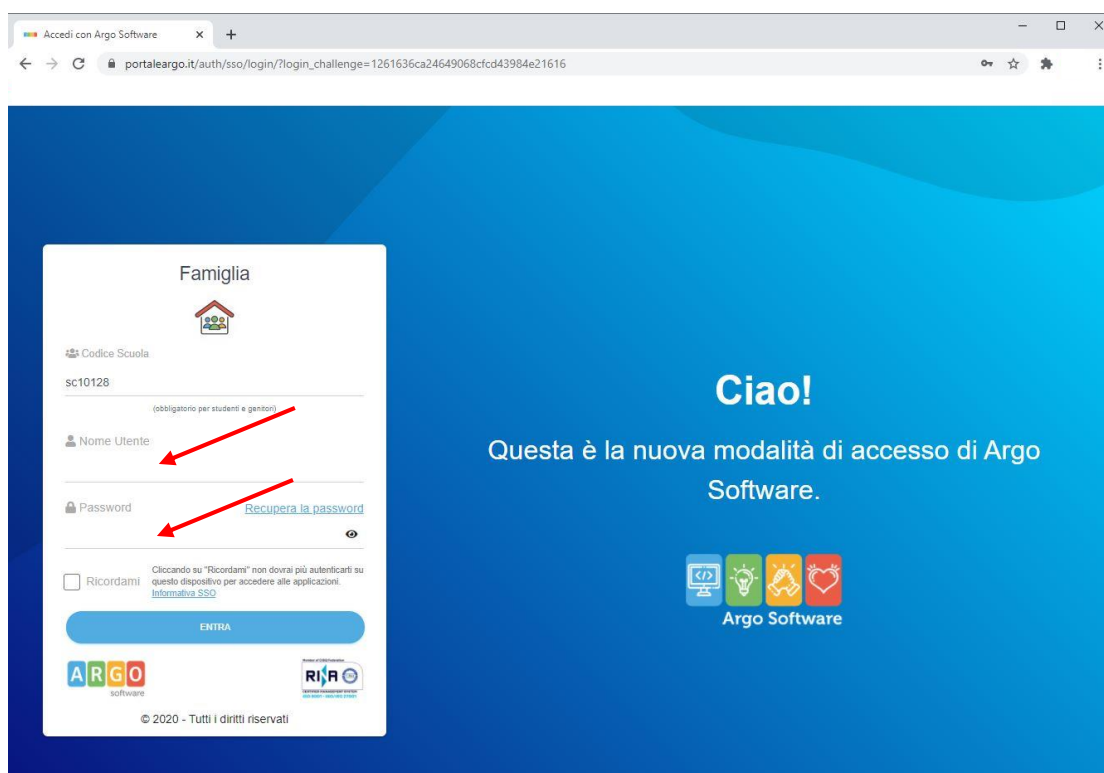 Accedi con Argo Software
portaleargo.it/auth/sso/login/?login_challenge=1261636ca24649068cfcd43984e21616
Famiglia
Codice Scuola
sc10128
(obbligatorio per studenti e genitori)
Nome Utente
Password
Recupera la password
Ricordami
Cliccando su "Ricordami" non dovrai più autenticarti su
questo dispositivo per accedere alle applicazioni.
Informativa SSO
ENTRA
ARGO
software
RINA
© 2020 - Tutti i diritti riservati
Ciao!
Questa è la nuova modalità di accesso di Argo
Software.
</>
Argo Software